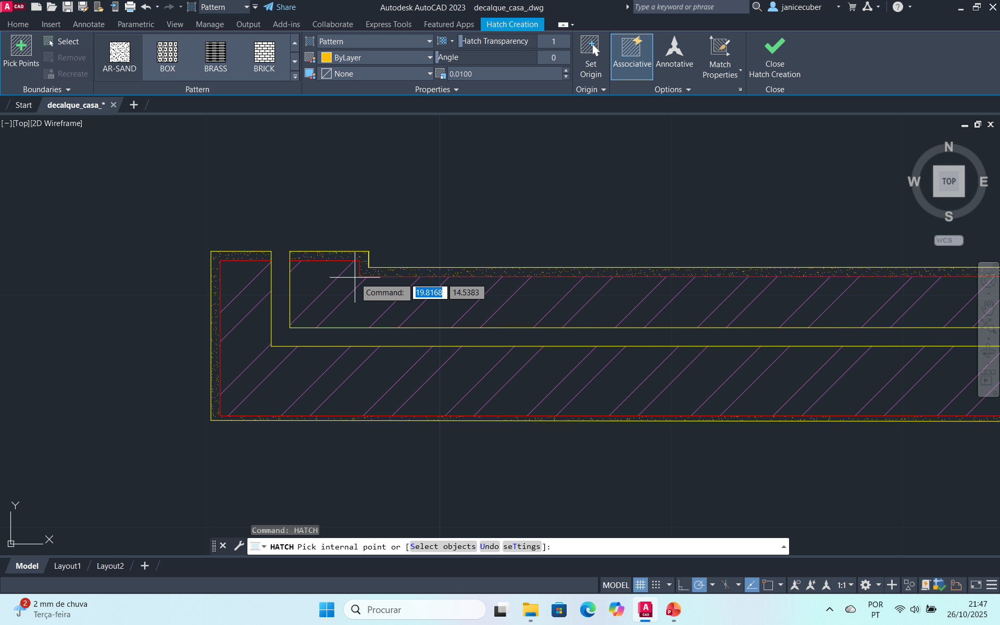 A CAD
Pattern
Share
Autodesk AutoCAD 2023 decalque_casa_.dwg
Type a keyword or phrase
janicecuber
?
Home Insert Annotate Parametric View Manage Output Add-ins Collaborate Express Tools Featured Apps Hatch Creation
Pick Points
Select
Remove
Recreate
AR-SAND BOX BRASS BRICK
Pattern
ByLayer
None
Hatch Transparency 1
Angle 0
0.0100
Set
Origin
Associative
Annotative
Match
Properties
Close
Hatch Creation
Boundaries Pattern Properties Origin Options Close
Start decalque_casa_*
[−][Top][2D Wireframe]
N
W TOP E
S
WCS
Command: 19.8168 14.5383
Y
X
Command: HATCH
HATCH Pick internal point or [Select objects Undo seTtings]:
Model Layout1 Layout2
MODEL 1:1
2
2 mm de chuva
Terça-feira
Procurar
A CAD
P
POR
PT
21:47
26/10/2025